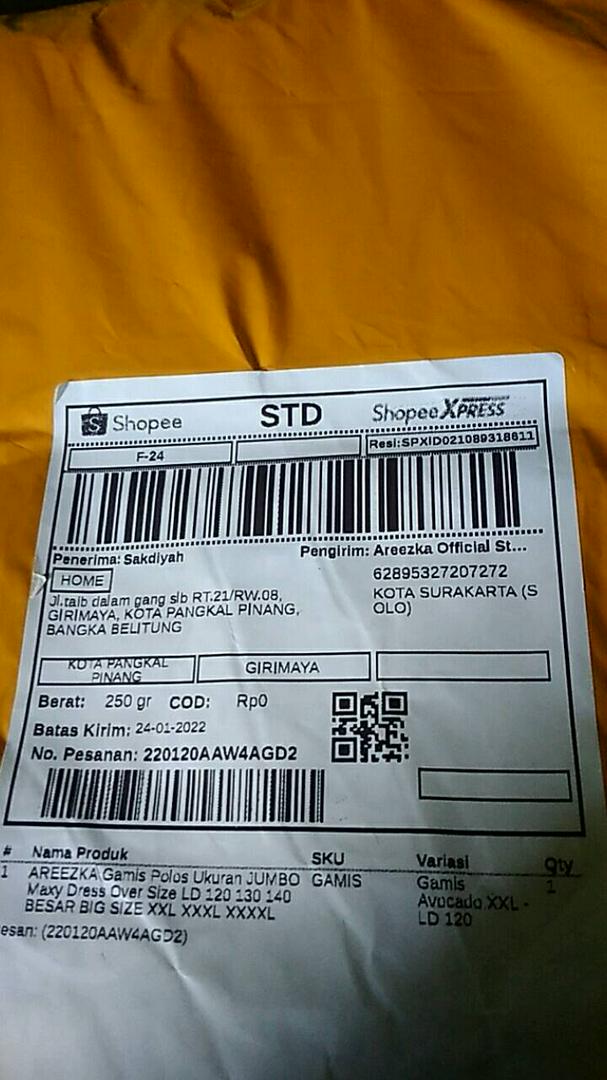 Shopee STD Shopee XPRESS
F-24
Resi:SPXID021089318611
Penerima: Sakdiyah
HOME
Jl.taib dalam gang slb RT.21/RW.08,
GIRIMAYA, KOTA PANGKAL PINANG,
BANGKA BELITUNG
Pengirim: Areezka Official St...
62895327207272
KOTA SURAKARTA (S
OLO)
KOTA PANGKAL
PINANG
GIRIMAYA
Berat: 250 gr COD: Rp0
Batas Kirim: 24-01-2022
No. Pesanan: 220120AAW4AGD2
# Nama Produk SKU Variasi Qty
1 AREEZKA Gamis Polos Ukuran JUMBO GAMIS Gamis 1
Maxy Dress Over Size LD 120 130 140 Avocado,XXL -
BESAR BIG SIZE XXL XXXL XXXXL LD 120
esan: (220120AAW4AGD2)